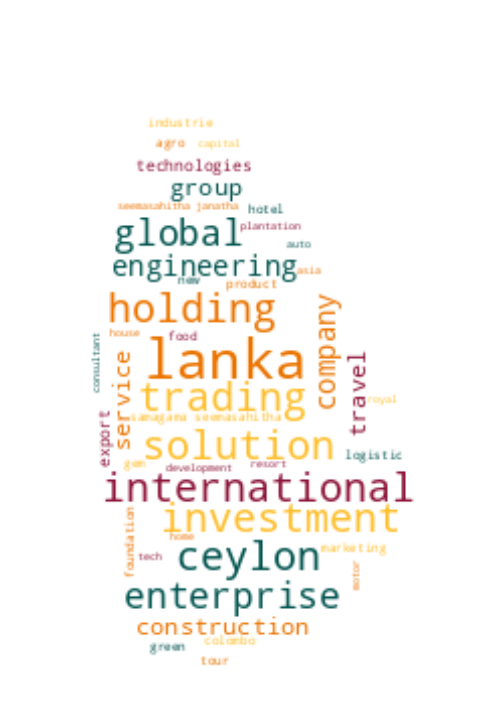 industrie
agro capital
technologies
group
seemasahitha janatha hotel
plantation
global
auto
engineering asia
new product
holding
company
house food
consultant
lanka
service
travel
trading royal
export
samagama seemasahitha
solution
logistic
gem development resort
international
investment
foundation
home
marketing
ceylon
tech
motor
enterprise
construction
green colombo
tour